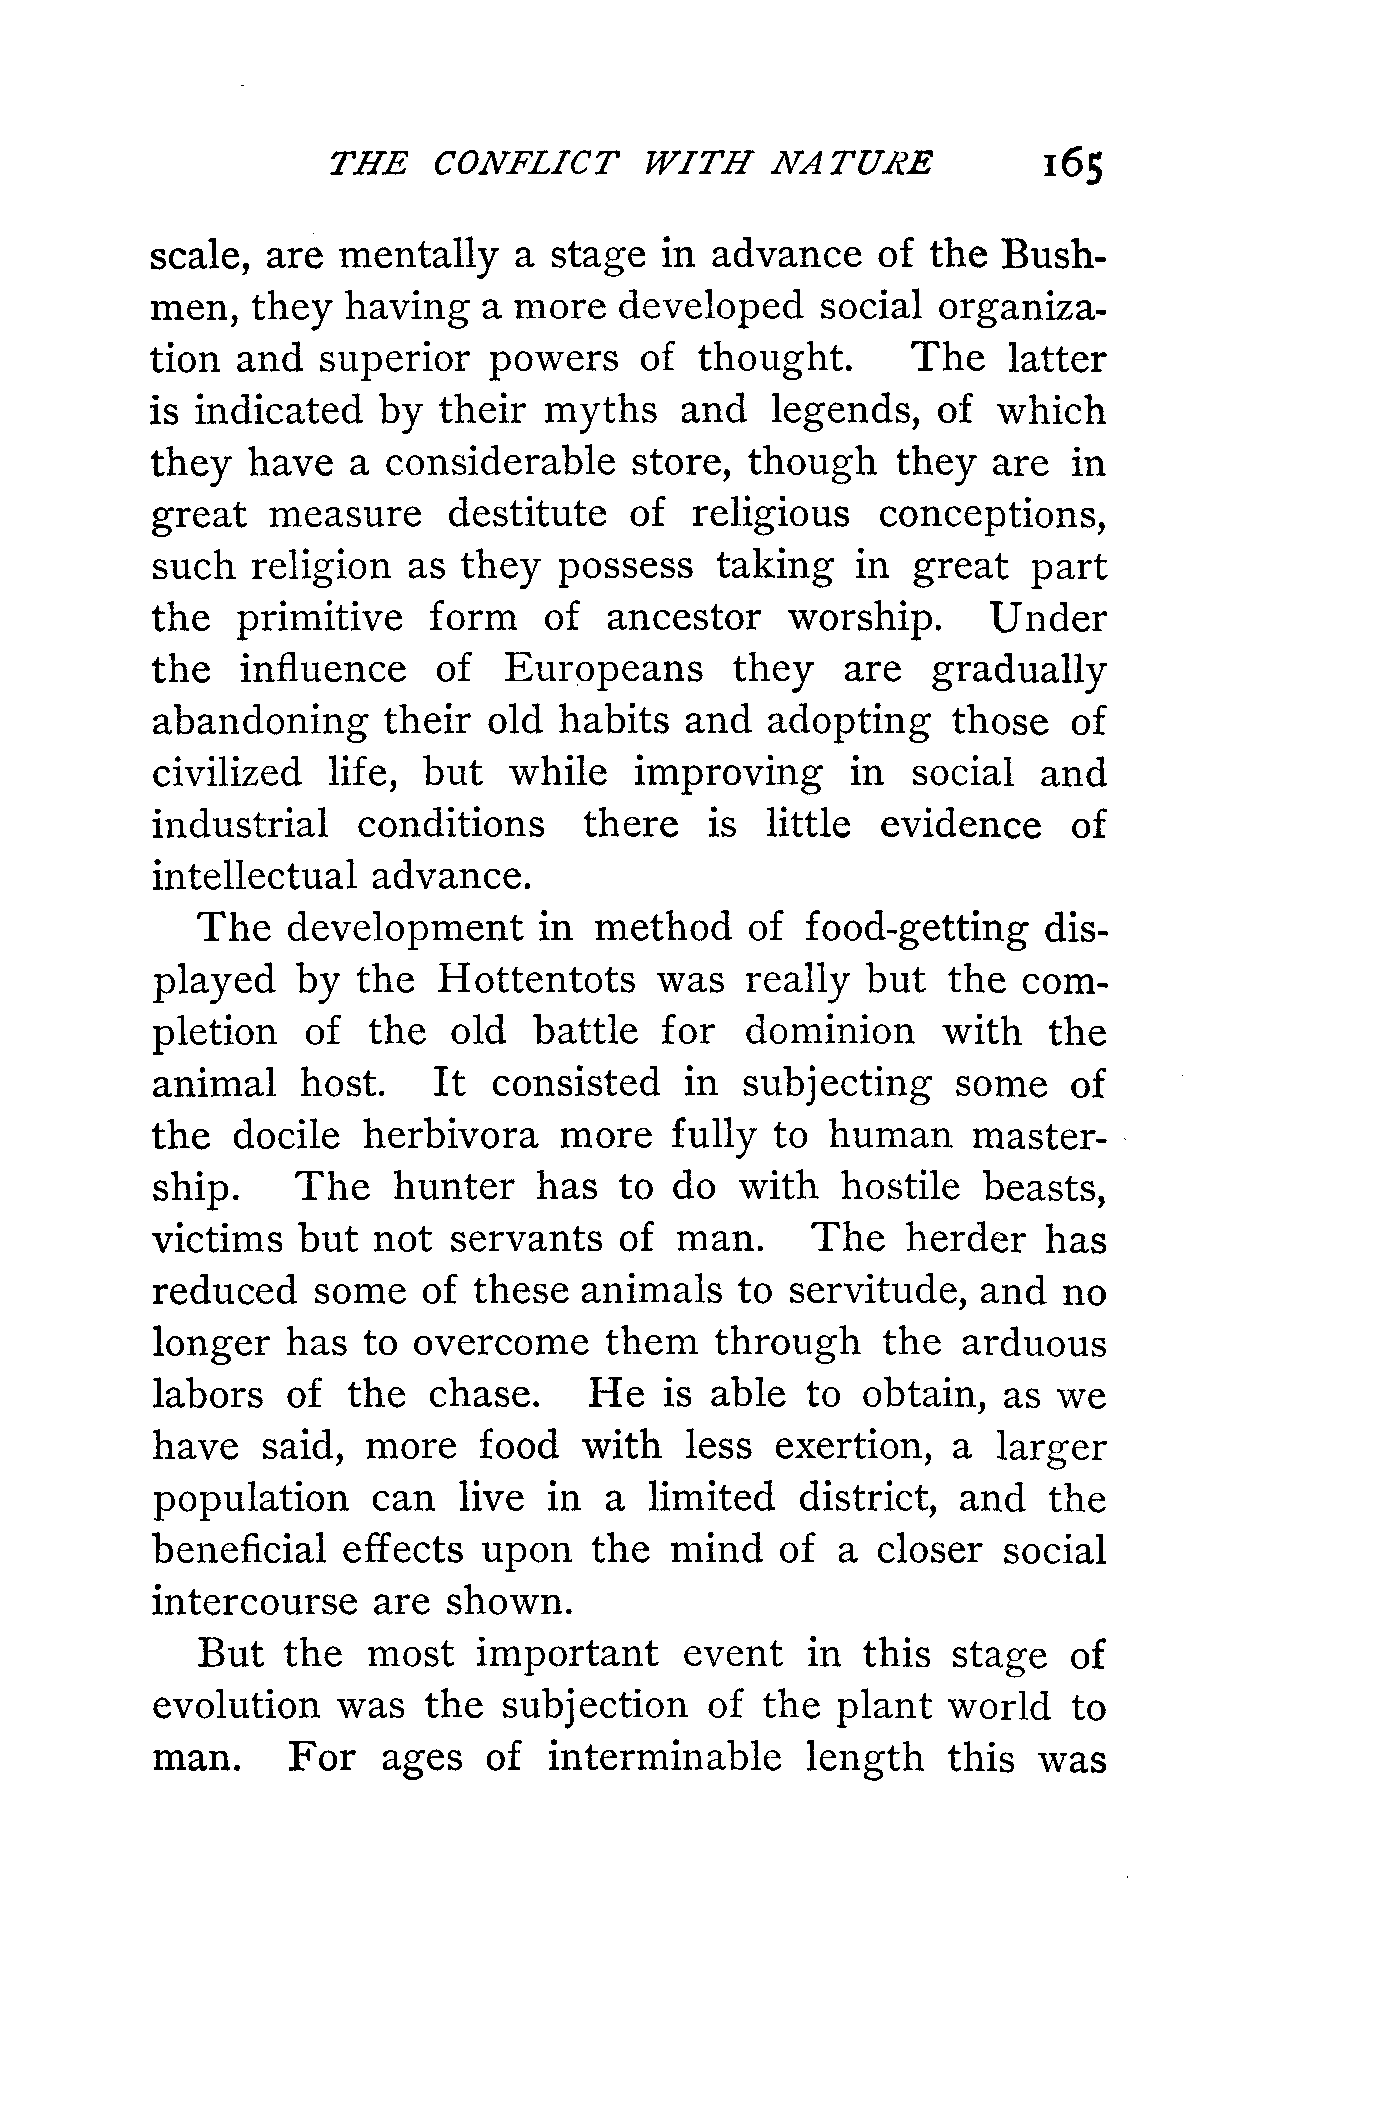 THE CONFLICT WITH NATURE 165
scale, are mentally a stage in advance of the Bush-
men, they having a more developed social organiza-
tion and superior powers of thought. The latter
is indicated by their myths and legends, of which
they have a considerable store, though they are in
great measure destitute of religious conceptions,
such religion as they possess taking in great part
the primitive form of ancestor worship. Under
the influence of Europeans they are gradually
abandoning their old habits and adopting those of
civilized life, but while improving in social and
industrial conditions there is little evidence of
intellectual advance.
The development in method of food-getting dis-
played by the Hottentots was really but the com-
pletion of the old battle for dominion with the
animal host. It consisted in subjecting some of
the docile herbivora more fully to human master-
ship. The hunter has to do with hostile beasts,
victims but not servants of man. The herder has
reduced some of these animals to servitude, and no
longer has to overcome them through the arduous
labors of the chase. He is able to obtain, as we
have said, more food with less exertion, a larger
population can live in a limited district, and the
beneficial effects upon the mind of a closer social
intercourse are shown.
But the most important event in this stage of
evolution was the subjection of the plant world to
man. For ages of interminable length this was